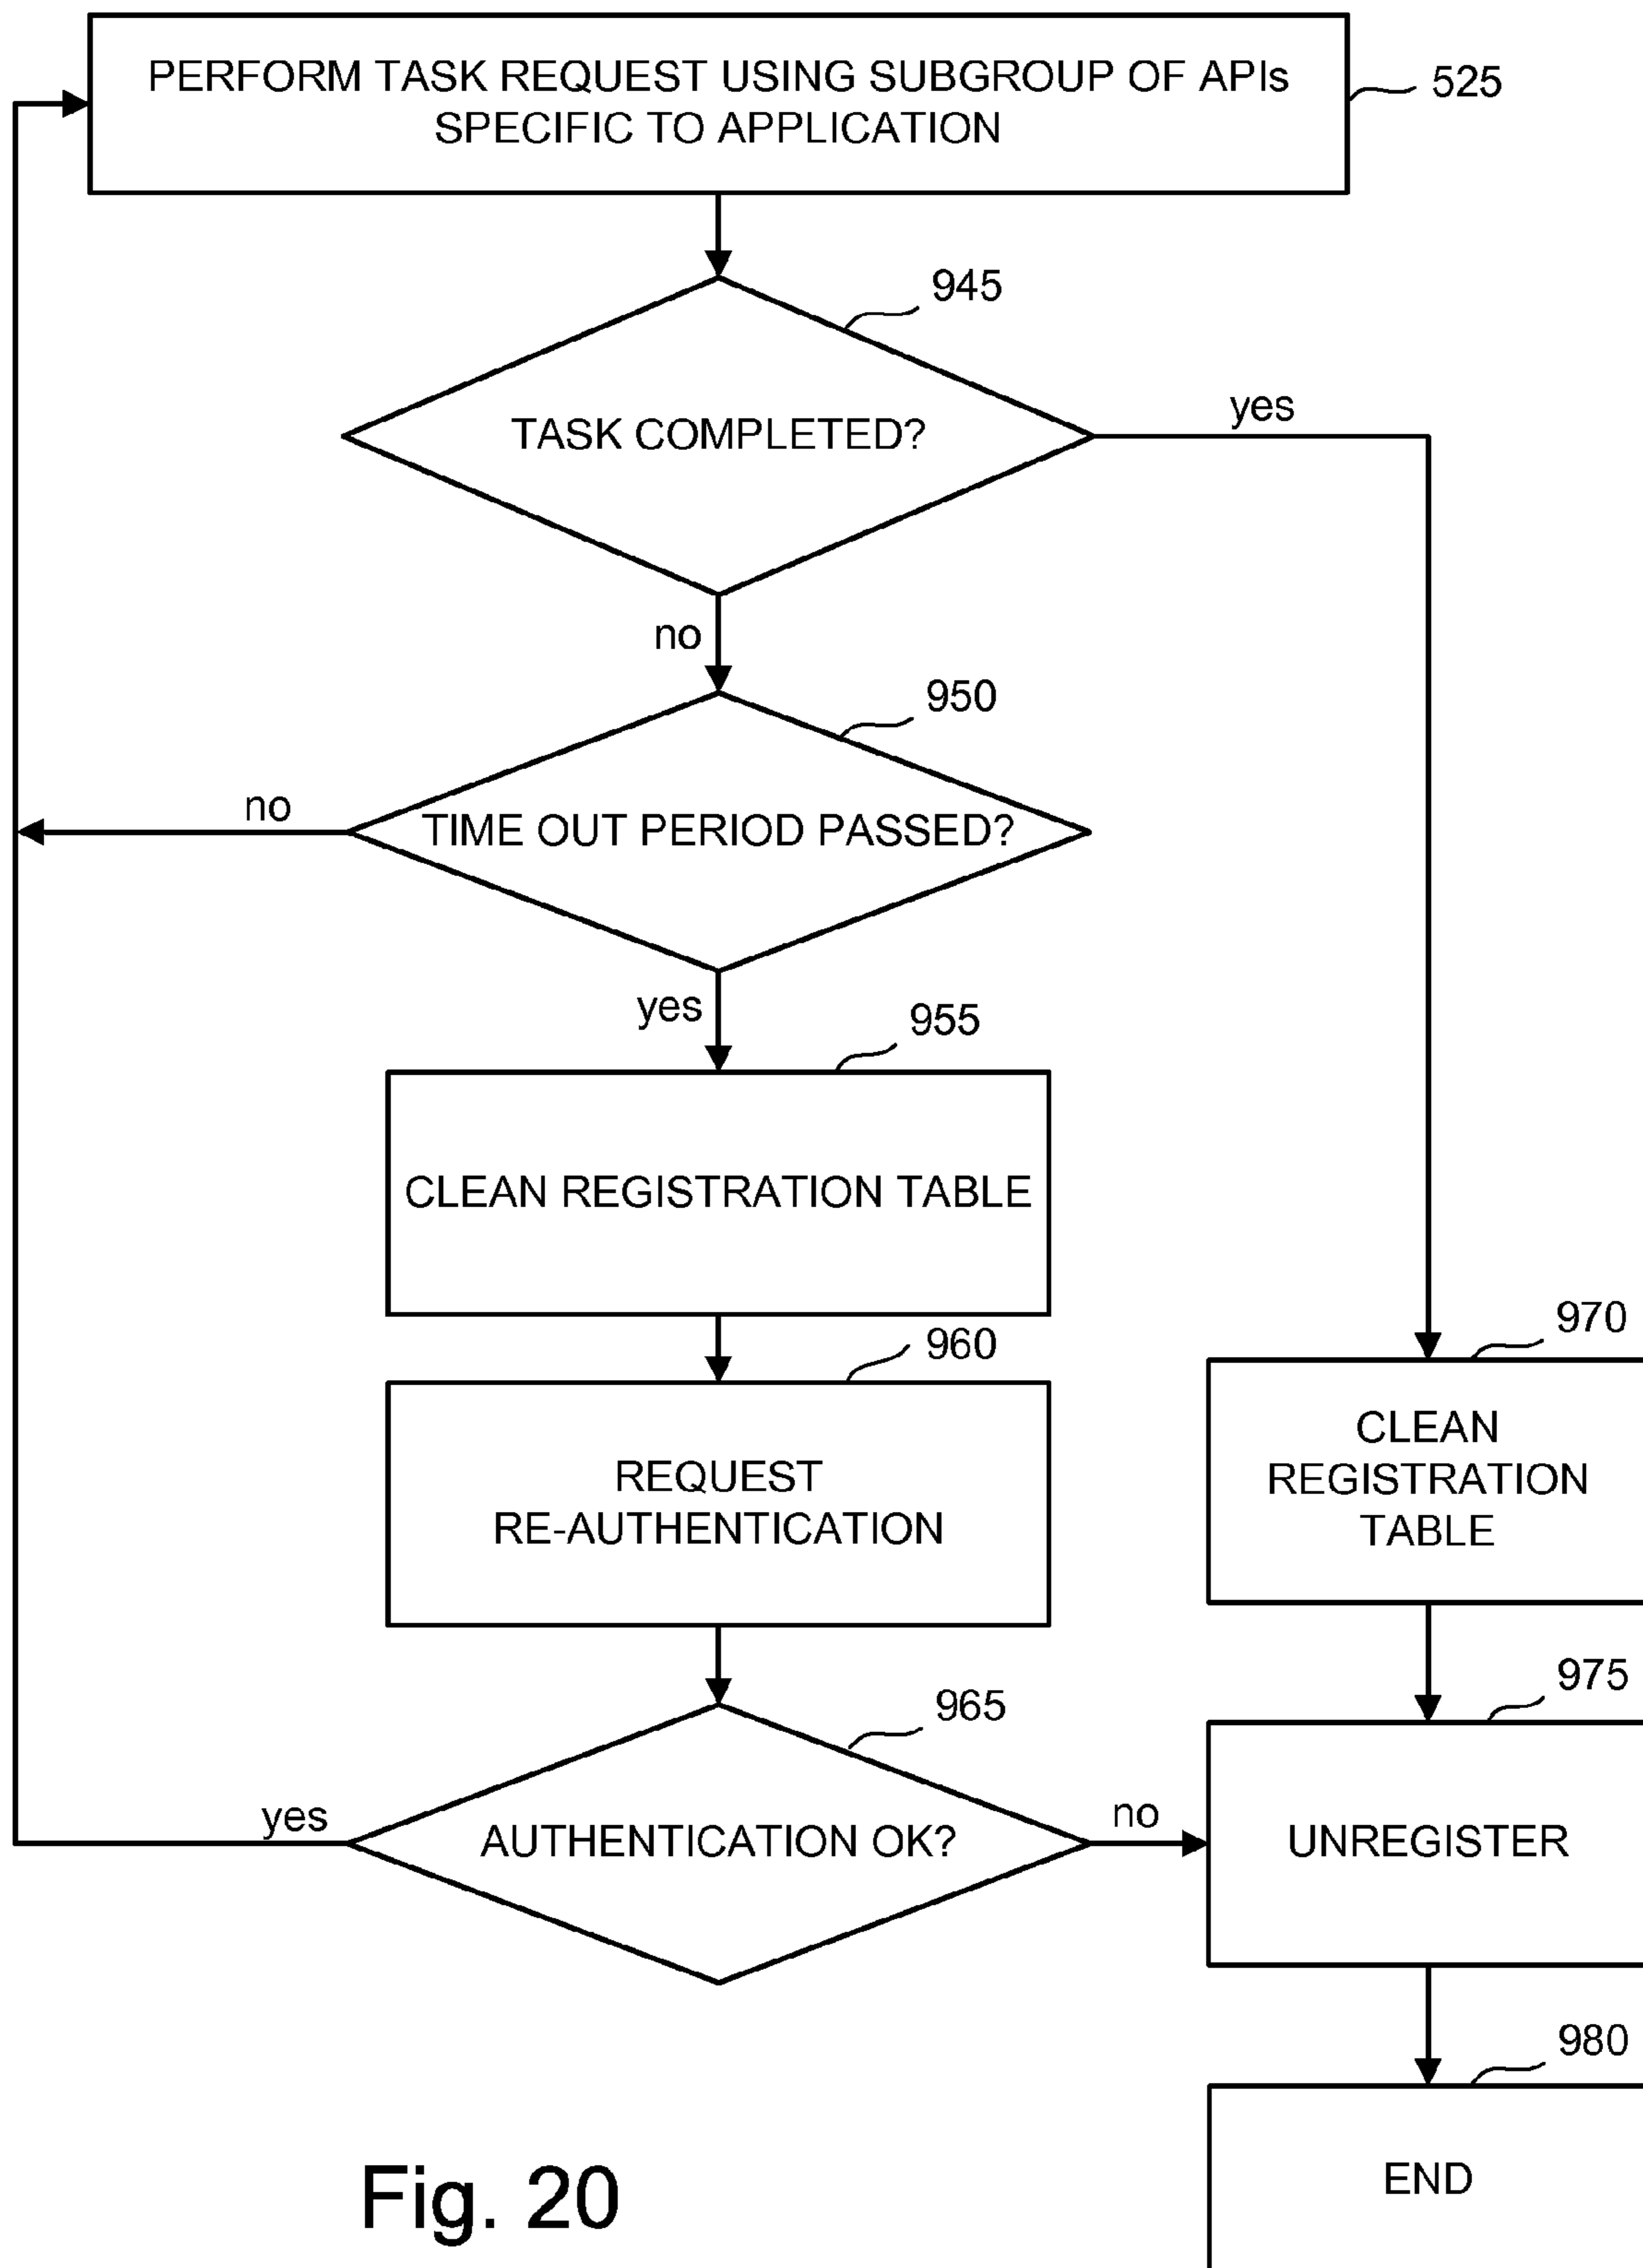 PERFORM TASK REQUEST USING SUBGROUP OF APIs
SPECIFIC TO APPLICATION
525
945
TASK COMPLETED?
yes
no
950
TIME OUT PERIOD PASSED?
no
yes
955
CLEAN REGISTRATION TABLE
960
REQUEST
RE-AUTHENTICATION
970
CLEAN
REGISTRATION
TABLE
965
AUTHENTICATION OK?
yes
no
975
UNREGISTER
980
END
Fig. 20